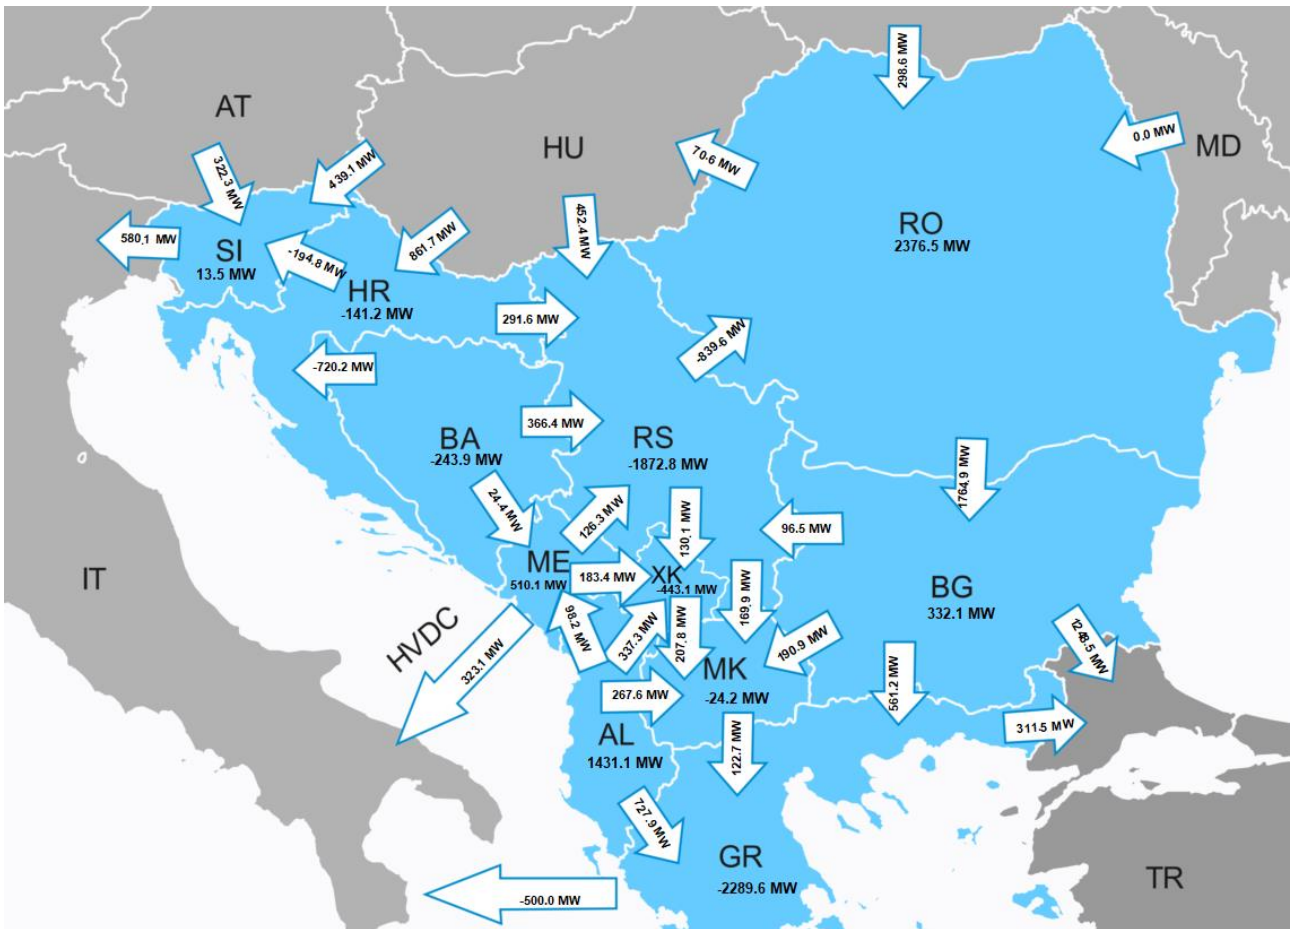 298.6 MW
AT
HU
0.0 MW
MD
322.3 MW
439.1 MW
70.6 MW
580.1 MW
SI
13.5 MW
-194.8 MW
861.7 MW
452.4 MW
RO
2376.5 MW
HR
-141.2 MW
291.6 MW
-839.6 MW
-720.2 MW
366.4 MW
BA
-243.9 MW
RS
-1872.8 MW
1764.9 MW
24.4 MW
126.3 MW
130.1 MW
96.5 MW
ME
510.1 MW
183.4 MW
XK
-443.1 MW
169.9 MW
BG
332.1 MW
IT
HVDC
323.1 MW
98.2 MW
337.3 MW
207.8 MW
190.9 MW
1248.5 MW
MK
-24.2 MW
267.6 MW
561.2 MW
311.5 MW
AL
1431.1 MW
122.7 MW
727.9 MW
GR
-2289.6 MW
-500.0 MW
TR